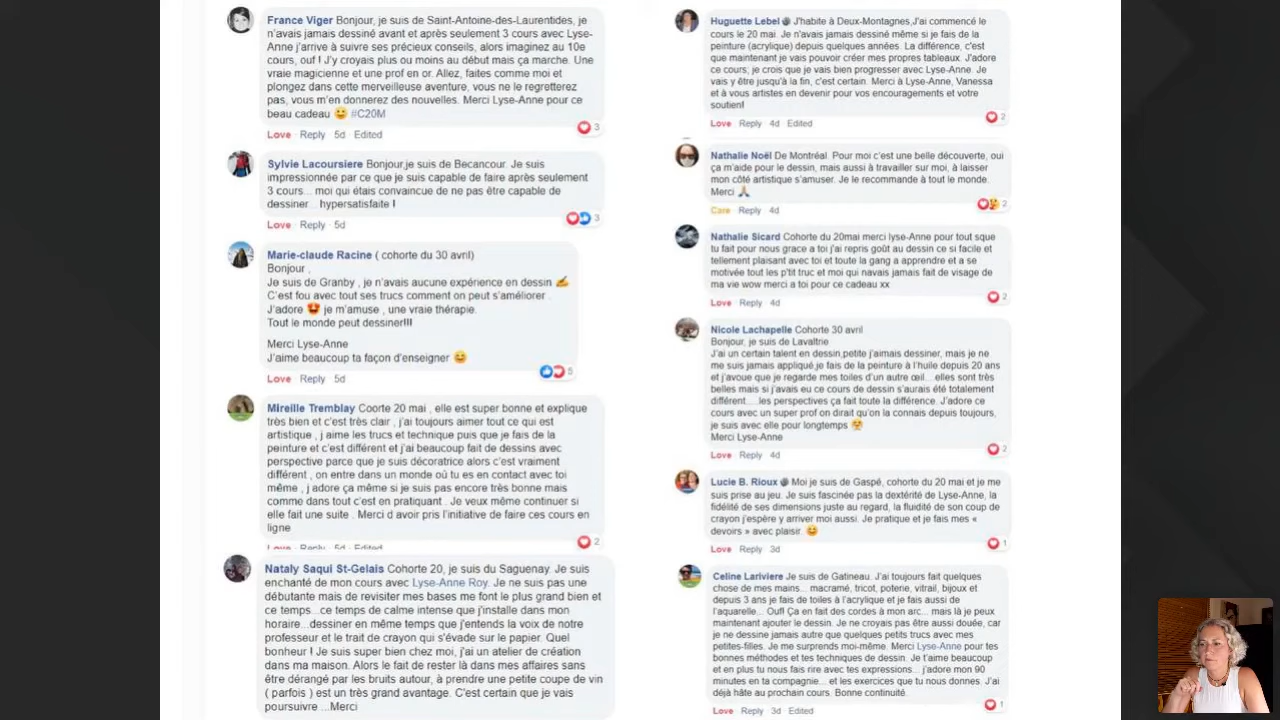 France Viger Bonjour, je suis de Saint-Antoine-des-Laurentides, je
n'avais jamais dessiné avant et après seulement 3 cours avec Lyse-
Anne j'arrive à suivre ses précieux conseils, alors imaginez au 10e
cours, ouf ! J'y croyais plus ou moins au début mais ça marche. Une
vraie magicienne et une prof en or. Allez, faites comme moi et
plongez dans cette merveilleuse aventure, vous ne le regretterez
pas, vous m'en donnerez des nouvelles. Merci Lyse-Anne pour ce
beau cadeau 😉 #C20M
3
Love · Reply · 5d · Edited
Sylvie Lacoursiere Bonjour,je suis de Becancour. Je suis
impressionnée par ce que je suis capable de faire après seulement
3 cours... moi qui étais convaincue de ne pas être capable de
dessiner... hypersatisfaite !
3
Love · Reply · 5d
Marie-claude Racine ( cohorte du 30 avril)
Bonjour ,
Je suis de Granby , je n'avais aucune expérience en dessin ✍
C'est fou avec tout ses trucs comment on peut s'améliorer .
J'adore 🤩 je m'amuse , une vraie thérapie.
Tout le monde peut dessiner!!!
Merci Lyse-Anne
J'aime beaucoup ta façon d'enseigner 😄
5
Love · Reply · 5d
Mireille Tremblay Coorte 20 mai , elle est super bonne et explique
très bien et c'est très clair , j'ai toujours aimer tout ce qui est
artistique , j aime les trucs et technique puis que je fais de la
peinture et c'est différent et j'ai beaucoup fait de dessins avec
perspective parce que je suis décoratrice alors c'est vraiment
différent , on entre dans un monde où tu es en contact avec toi
même , j adore ça même si je suis pas encore très bonne mais
comme dans tout c'est en pratiquant . Je veux même continuer si
elle fait une suite . Merci d avoir pris l'initiative de faire ces cours en
ligne
2
Love · Reply · 5d · Edited
Nataly Saqui St-Gelais Cohorte 20, je suis du Saguenay. Je suis
enchanté de mon cours avec Lyse-Anne Roy. Je ne suis pas une
débutante mais de revisiter mes bases me font le plus grand bien et
ce temps...ce temps de calme intense que j'installe dans mon
horaire...dessiner en même temps que j'entends la voix de notre
professeur et le trait de crayon qui s'évade sur le papier. Quel
bonheur ! Je suis super bien chez moi, j'ai un atelier de création
dans ma maison. Alors le fait de rester là dans mes affaires sans
être dérangé par les bruits autour, à prendre une petite coupe de vin
( parfois ) est un très grand avantage. C'est certain que je vais
poursuivre ...Merci
Huguette Lebel J'habite à Deux-Montagnes,J'ai commencé le
cours le 20 mai. Je n'avais jamais dessiné même si je fais de la
peinture (acrylique) depuis quelques années. La différence, c'est
que maintenant je vais pouvoir créer mes propres tableaux. J'adore
ce cours, je crois que je vais bien progresser avec Lyse-Anne. Je
vais y être jusqu'à la fin, c'est certain. Merci à Lyse-Anne, Vanessa
et à vous artistes en devenir pour vos encouragements et votre
soutien!
2
Love · Reply · 4d · Edited
Nathalie Noël De Montréal. Pour moi c'est une belle découverte, oui
ça m'aide pour le dessin, mais aussi à travailler sur moi, à laisser
mon côté artistique s'amuser. Je le recommande à tout le monde.
Merci 🙏
2
Care · Reply · 4d
Nathalie Sicard Cohorte du 20mai merci lyse-Anne pour tout sque
tu fait pour nous grace a toi j'ai repris goût au dessin ce si facile et
tellement plaisant avec toi et toute la gang a apprendre et a se
motivée tout les p'tit truc et moi qui navais jamais fait de visage de
ma vie wow merci a toi pour ce cadeau xx
2
Love · Reply · 4d
Nicole Lachapelle Cohorte 30 avril
Bonjour, je suis de Lavaltrie
J'ai un certain talent en dessin,petite j'aimais dessiner, mais je ne
me suis jamais appliqué,je fais de la peinture à l'huile depuis 20 ans
et j'avoue que je regarde mes toiles d'un autre œil....elles sont très
belles mais si j'avais eu ce cours de dessin s'aurais été totalement
différent.....les perspectives ça fait toute la différence. J'adore ce
cours avec un super prof on dirait qu'on la connais depuis toujours,
je suis avec elle pour longtemps
Merci Lyse-Anne
2
Love · Reply · 4d
Lucie B. Rioux Moi je suis de Gaspé, cohorte du 20 mai et je me
suis prise au jeu. Je suis fascinée pas la dextérité de Lyse-Anne, la
fidélité de ses dimensions juste au regard, la fluidité de son coup de
crayon j'espère y arriver moi aussi. Je pratique et je fais mes «
devoirs » avec plaisir. 😊
1
Love · Reply · 3d
Celine Lariviere Je suis de Gatineau. J'ai toujours fait quelques
chose de mes mains... macramé, tricot, poterie, vitrail, bijoux et
depuis 3 ans je fais de toiles à l'acrylique et je fais aussi de
l'aquarelle... Ouf! Ça en fait des cordes à mon arc... mais là je peux
maintenant ajouter le dessin. Je ne croyais pas être aussi douée, car
je ne dessine jamais autre que quelques petits trucs avec mes
petites-filles. Je me surprends moi-même. Merci Lyse-Anne pour tes
bonnes méthodes et tes techniques de dessin. Je t'aime beaucoup
et en plus tu nous fais rire avec tes expressions... j'adore mon 90
minutes en ta compagnie... et les exercices que tu nous donnes. J'ai
déjà hâte au prochain cours. Bonne continuité.
1
Love · Reply · 3d · Edited